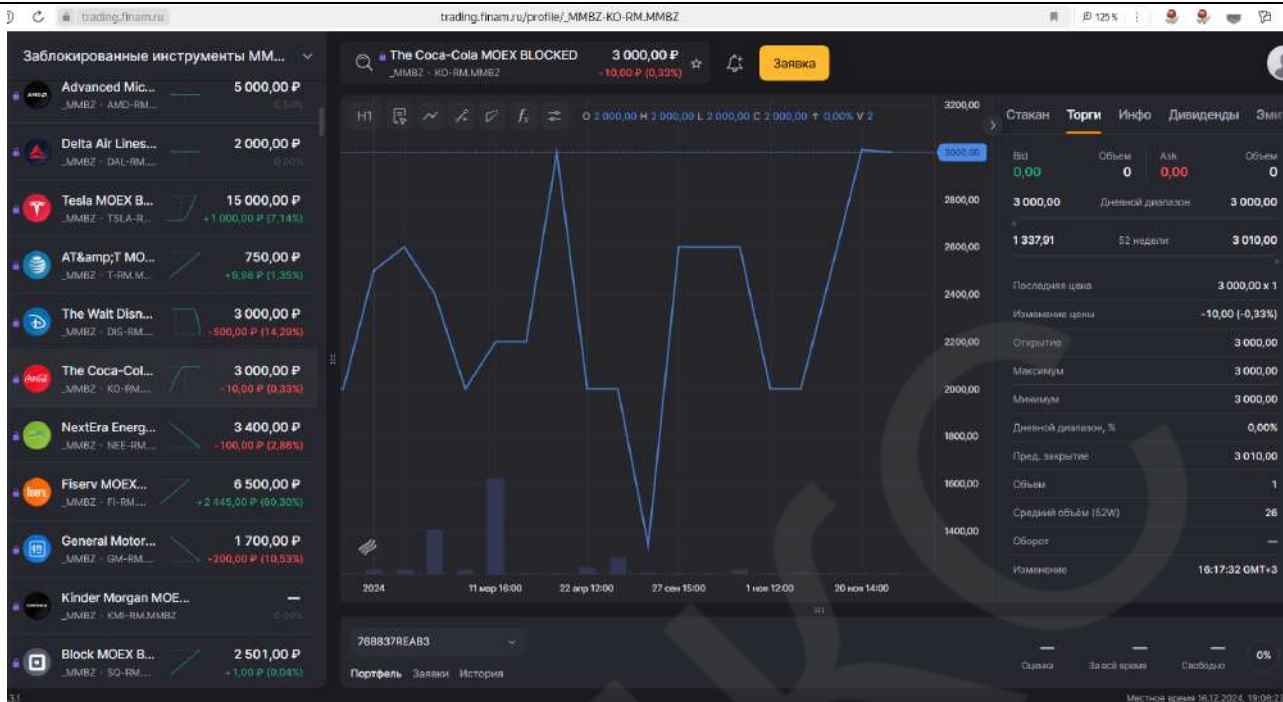 trading.finam.ru
trading.finam.ru/profile/_MMBZ-KO-RM.MMBZ
125 %
Заблокированные инструменты ММ...
Advanced Mic... 5 000,00 ₽
_MMBZ - AMD-RM... 0,00%
Delta Air Lines... 2 000,00 ₽
_MMBZ - DAL-RM... 0,00%
Tesla MOEX B... 15 000,00 ₽
_MMBZ - TSLA-R... +1 000,00 ₽ (7,14%)
AT&amp;T MO... 750,00 ₽
_MMBZ - T-RM.M... (1,35%)
The Walt Disn... 3 000,00 ₽
_MMBZ - DIS-RM.... -500,00 ₽ (14,29%)
The Coca-Col... 3 000,00 ₽
_MMBZ - KO-RM.... -10,00 ₽ (0,33%)
NextEra Energ... 3 400,00 ₽
_MMBZ - NEE-RM... -100,00 ₽ (2,86%)
Fiserv MOEX... 6 500,00 ₽
_MMBZ - FI-RM.... +2 445,00 ₽ (60,30%)
General Motor... 1 700,00 ₽
_MMBZ - GM-RM.... -200,00 ₽ (10,53%)
Kinder Morgan MOE... —
_MMBZ - KMI-RM.MMBZ 0,00%
Block MOEX B... 2 501,00 ₽
_MMBZ - SQ-RM.... +1,00 ₽ (0,04%)
The Coca-Cola MOEX BLOCKED 3 000,00 ₽
_MMBZ - KO-RM.MMBZ -10,00 ₽ (0,33%)
Заявка
H1 O 2 000,00 H 2 000,00 L 2 000,00 C 2 000,00 0,00% V 2
3200,00
3000,00
2800,00
2600,00
2400,00
2200,00
2000,00
1800,00
1600,00
1400,00
2024 11 мар 16:00 22 апр 12:00 27 сен 15:00 1 ноя 12:00 20 ноя 14:00
768837REAB3
Портфель Заявки История
Стакан Торги Инфо Дивиденды Эми
Bid Объем Ask Объем
0,00 0 0,00 0
3 000,00 Дневной диапазон 3 000,00
1 337,91 52 недели 3 010,00
Последняя цена 3 000,00 x 1
Изменение цены -10,00 (-0,33%)
Открытие 3 000,00
Максимум 3 000,00
Минимум 3 000,00
Дневной диапазон, % 0,00%
Пред. закрытие 3 010,00
Объем 1
Средний объём (52W) 26
Оборот —
Изменение 16:17:32 GMT+3
— — —
Оценка За всё время Свободно 0%
Местное время 16.12.2024, 19:08:2